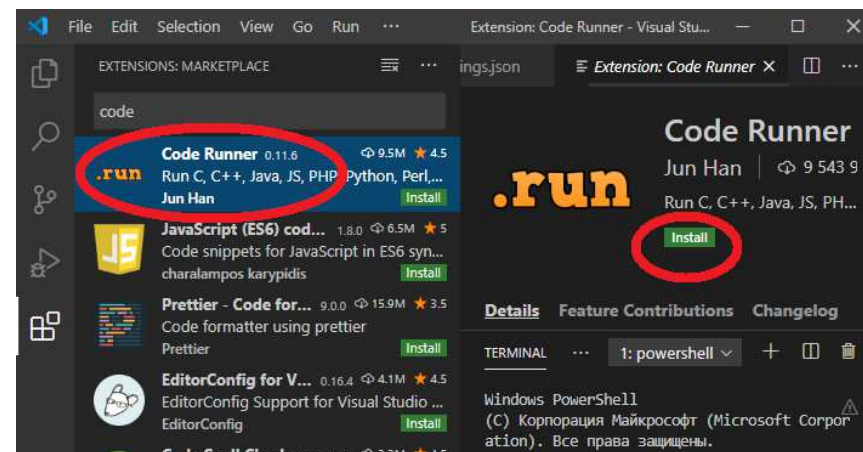 File Edit Selection View Go Run ··· Extension: Code Runner - Visual Stu...
EXTENSIONS: MARKETPLACE
code
.run
Code Runner 0.11.6 9.5M ★ 4.5
Run C, C++, Java, JS, PHP, Python, Perl,...
Jun Han Install
JS
JavaScript (ES6) cod... 1.8.0 6.5M ★ 5
Code snippets for JavaScript in ES6 syn...
charalampos karypidis Install
Prettier - Code for... 9.0.0 15.9M ★ 3.5
Code formatter using prettier
Prettier Install
EditorConfig for V... 0.16.4 4.1M ★ 4.5
EditorConfig Support for Visual Studio ...
EditorConfig Install
ings.json Extension: Code Runner
.run
Code Runner
Jun Han 9 543 9
Run C, C++, Java, JS, PH...
Install
Details Feature Contributions Changelog
TERMINAL ··· 1: powershell
Windows PowerShell
(C) Корпорация Майкрософт (Microsoft Corpor
ation). Все права защищены.